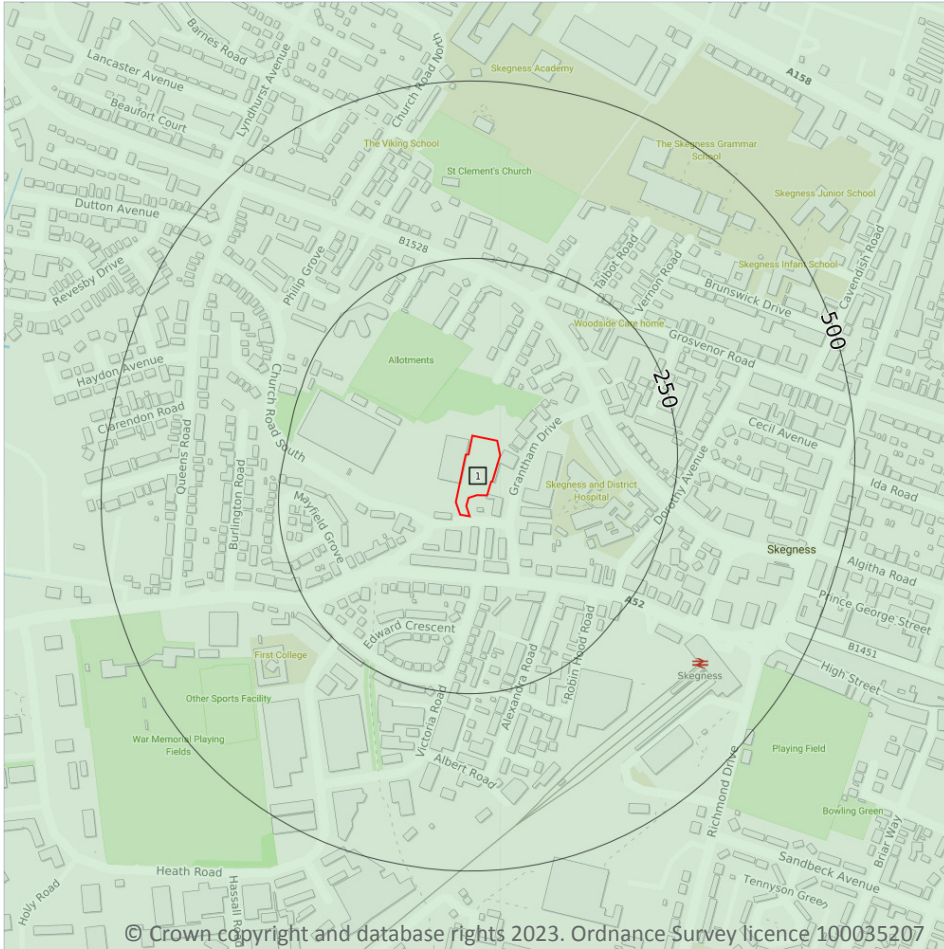 Barnes Road
Lancaster Avenue
Beaufort Court
Lyndhurst Avenue
Church Road North
Skegness Academy
A158
The Viking School
St Clement's Church
The Skegness Grammar
School
Skegness Junior School
Dutton Avenue
B1528
Revesby Drive
Philip Grove
Talbot Road
Vernon Road
Skegness Infant School
Cavendish Road
Brunswick Drive
Woodside Care home
Grosvenor Road
500
Allotments
250
Haydon Avenue
Clarendon Road
Church Road South
Queens Road
Burlington Road
Grantham Drive
Cecil Avenue
Ida Road
1
Skegness and District
Hospital
Dorothy Avenue
Mayfield Grove
Skegness
Algitha Road
Prince George Street
A52
Edward Crescent
B1451
High Street
First College
Robin Hood Road
Alexandra Road
Skegness
Other Sports Facility
War Memorial Playing
Fields
Victoria Road
Albert Road
Playing Field
Richmond Drive
Bowling Green
Briar Way
Heath Road
Holly Road
Sandbeck Avenue
Tennyson Green
© Crown copyright and database rights 2023. Ordnance Survey licence 100035207